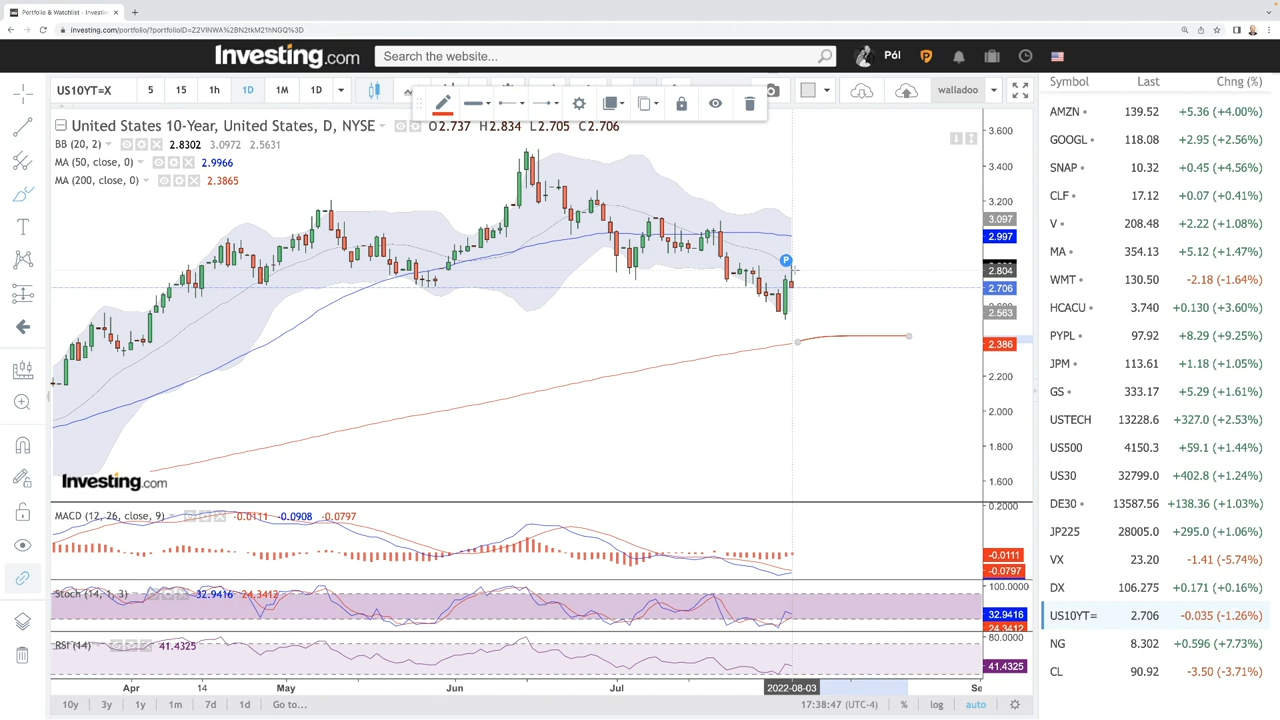 Portfolio & Watchlist - Investin
investing.com/portfolio/?portfolioID=Z2VlNWA%2BN2tkM21hNGQ%3D
Investing.com
Search the website...
Pól
US10YT=X
5
15
1h
1D
1M
1D
walladoo
United States 10-Year, United States, D, NYSE
O2.737 H2.834 L2.705 C2.706
BB (20, 2) 2.8302 3.0972 2.5631
MA (50, close, 0) 2.9966
MA (200, close, 0) 2.3865
3.600
3.400
3.200
3.097
2.997
2.804
2.706
2.563
2.386
2.200
2.000
1.800
1.600
P
Investing.com
MACD (12, 26, close, 9) -0.0111 -0.0908 -0.0797
0.2000
-0.0111
-0.0797
Stoch (14, 1, 3) 32.9416 24.3412
100.0000
32.9416
24.3412
RSI (14) 41.4325
80.0000
41.4325
Apr 14 May Jun Jul 2022-08-03 Se
10y 3y 1y 1m 7d 1d Go to...
17:38:47 (UTC-4) % log auto
Symbol Last Chng (%)
AMZN 139.52 +5.36 (+4.00%)
GOOGL 118.08 +2.95 (+2.56%)
SNAP 10.32 +0.45 (+4.56%)
CLF 17.12 +0.07 (+0.41%)
V 208.48 +2.22 (+1.08%)
MA 354.13 +5.12 (+1.47%)
WMT 130.50 -2.18 (-1.64%)
HCACU 3.740 +0.130 (+3.60%)
PYPL 97.92 +8.29 (+9.25%)
JPM 113.61 +1.18 (+1.05%)
GS 333.17 +5.29 (+1.61%)
USTECH 13228.6 +327.0 (+2.53%)
US500 4150.3 +59.1 (+1.44%)
US30 32799.0 +402.8 (+1.24%)
DE30 13587.56 +138.36 (+1.03%)
JP225 28005.0 +295.0 (+1.06%)
VX 23.20 -1.41 (-5.74%)
DX 106.275 +0.171 (+0.16%)
US10YT= 2.706 -0.035 (-1.26%)
NG 8.302 +0.596 (+7.73%)
CL 90.92 -3.50 (-3.71%)